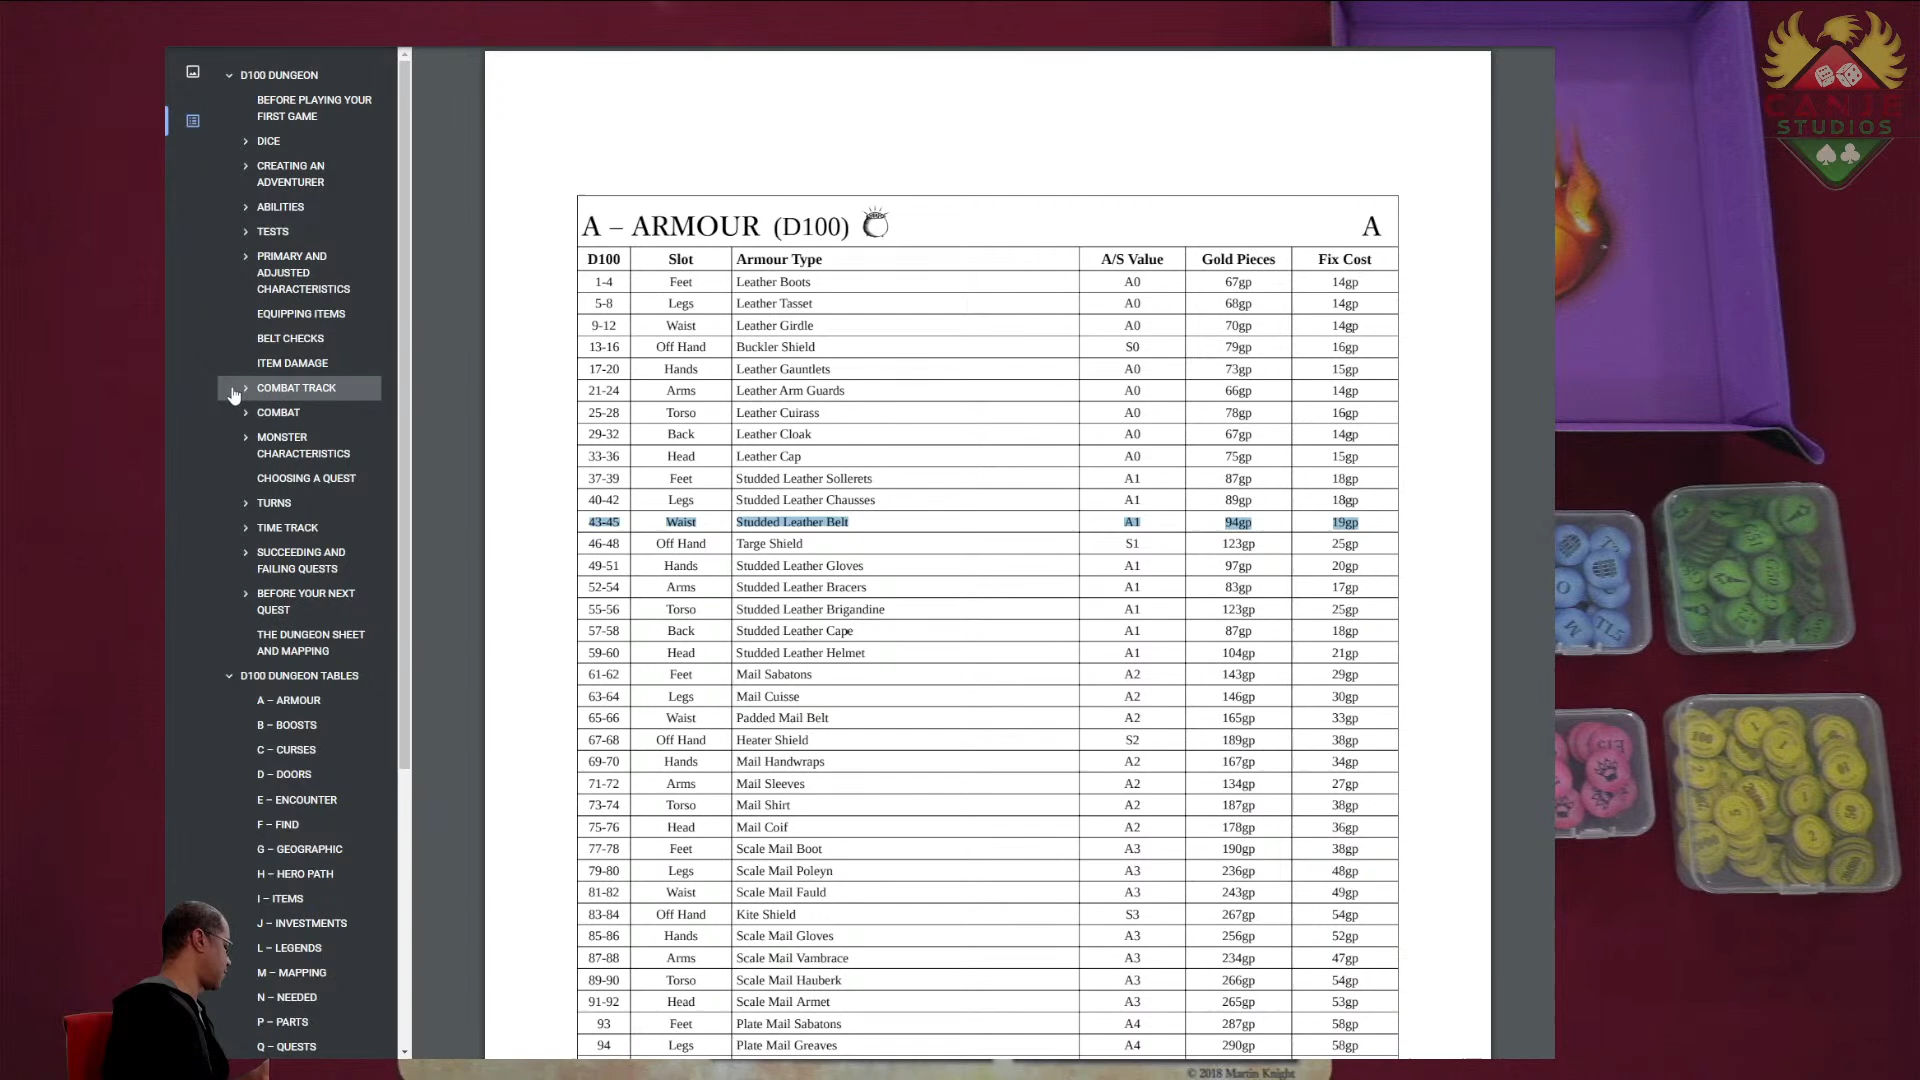 D100 DUNGEON
BEFORE PLAYING YOUR
FIRST GAME
DICE
CREATING AN
ADVENTURER
ABILITIES
TESTS
PRIMARY AND
ADJUSTED
CHARACTERISTICS
EQUIPPING ITEMS
BELT CHECKS
ITEM DAMAGE
COMBAT TRACK
COMBAT
MONSTER
CHARACTERISTICS
CHOOSING A QUEST
TURNS
TIME TRACK
SUCCEEDING AND
FAILING QUESTS
BEFORE YOUR NEXT
QUEST
THE DUNGEON SHEET
AND MAPPING
D100 DUNGEON TABLES
A – ARMOUR
B – BOOSTS
C – CURSES
D – DOORS
E – ENCOUNTER
F – FIND
G – GEOGRAPHIC
H – HERO PATH
I – ITEMS
J – INVESTMENTS
L – LEGENDS
M – MAPPING
N – NEEDED
P – PARTS
Q – QUESTS
A – ARMOUR (D100) A
D100 Slot Armour Type A/S Value Gold Pieces Fix Cost
1-4 Feet Leather Boots A0 67gp 14gp
5-8 Legs Leather Tasset A0 68gp 14gp
9-12 Waist Leather Girdle A0 70gp 14gp
13-16 Off Hand Buckler Shield S0 79gp 16gp
17-20 Hands Leather Gauntlets A0 73gp 15gp
21-24 Arms Leather Arm Guards A0 66gp 14gp
25-28 Torso Leather Cuirass A0 78gp 16gp
29-32 Back Leather Cloak A0 67gp 14gp
33-36 Head Leather Cap A0 75gp 15gp
37-39 Feet Studded Leather Sollerets A1 87gp 18gp
40-42 Legs Studded Leather Chausses A1 89gp 18gp
43-45 Waist Studded Leather Belt A1 94gp 19gp
46-48 Off Hand Targe Shield S1 123gp 25gp
49-51 Hands Studded Leather Gloves A1 97gp 20gp
52-54 Arms Studded Leather Bracers A1 83gp 17gp
55-56 Torso Studded Leather Brigandine A1 123gp 25gp
57-58 Back Studded Leather Cape A1 87gp 18gp
59-60 Head Studded Leather Helmet A1 104gp 21gp
61-62 Feet Mail Sabatons A2 143gp 29gp
63-64 Legs Mail Cuisse A2 146gp 30gp
65-66 Waist Padded Mail Belt A2 165gp 33gp
67-68 Off Hand Heater Shield S2 189gp 38gp
69-70 Hands Mail Handwraps A2 167gp 34gp
71-72 Arms Mail Sleeves A2 134gp 27gp
73-74 Torso Mail Shirt A2 187gp 38gp
75-76 Head Mail Coif A2 178gp 36gp
77-78 Feet Scale Mail Boot A3 190gp 38gp
79-80 Legs Scale Mail Poleyn A3 236gp 48gp
81-82 Waist Scale Mail Fauld A3 243gp 49gp
83-84 Off Hand Kite Shield S3 267gp 54gp
85-86 Hands Scale Mail Gloves A3 256gp 52gp
87-88 Arms Scale Mail Vambrace A3 234gp 47gp
89-90 Torso Scale Mail Hauberk A3 266gp 54gp
91-92 Head Scale Mail Armet A3 265gp 53gp
93 Feet Plate Mail Sabatons A4 287gp 58gp
94 Legs Plate Mail Greaves A4 290gp 58gp
© 2018 Martin Knight
CANJE
STUDIOS